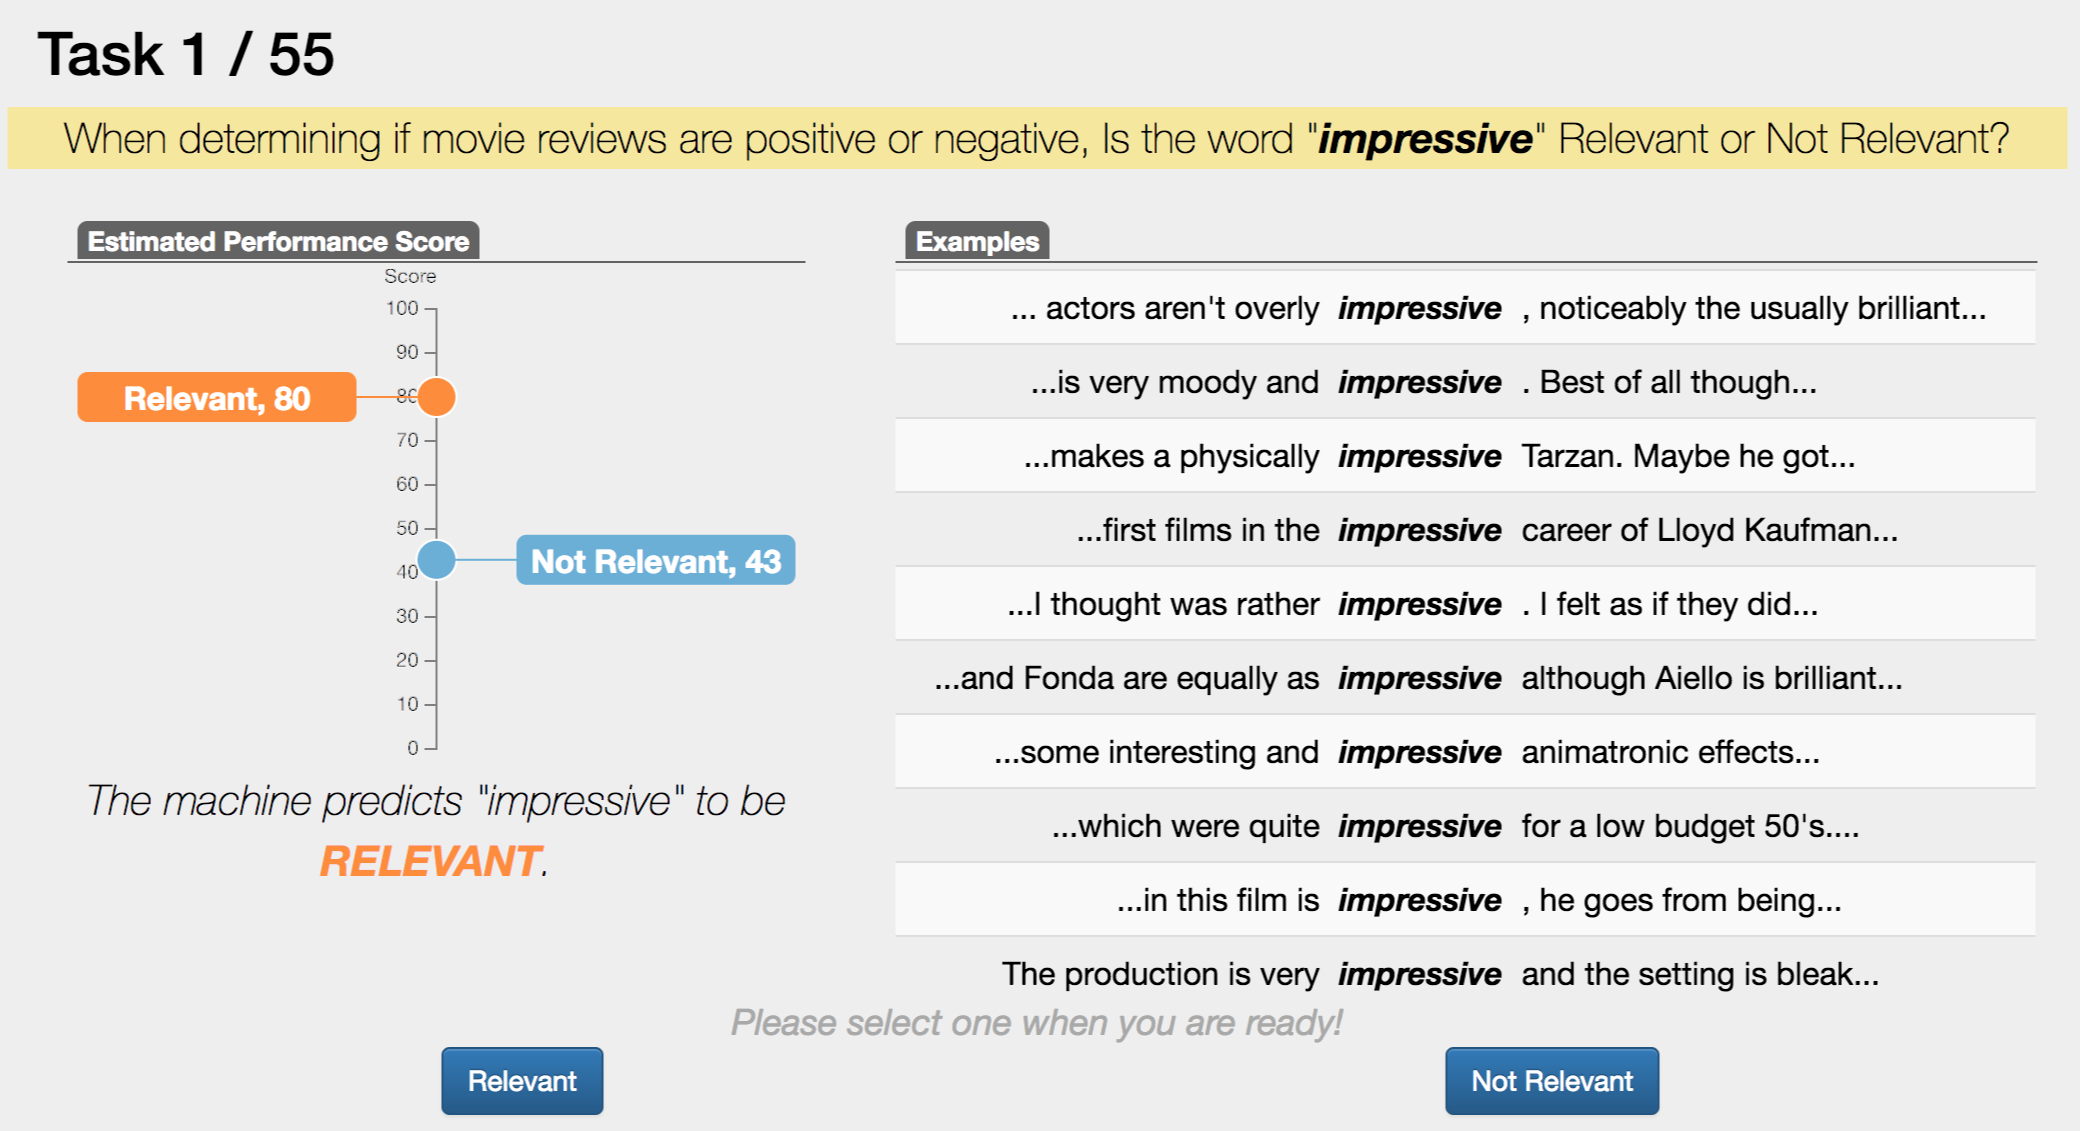 Task 1 / 55
When determining if movie reviews are positive or negative, Is the word "impressive" Relevant or Not Relevant?
Estimated Performance Score
Score
100
90
Relevant, 80
80
70
60
50
Not Relevant, 43
40
30
20
10
0
The machine predicts "impressive" to be
RELEVANT.
Examples
... actors aren't overly impressive , noticeably the usually brilliant...
...is very moody and impressive . Best of all though...
...makes a physically impressive Tarzan. Maybe he got...
...first films in the impressive career of Lloyd Kaufman...
...I thought was rather impressive . I felt as if they did...
...and Fonda are equally as impressive although Aiello is brilliant...
...some interesting and impressive animatronic effects...
...which were quite impressive for a low budget 50's....
...in this film is impressive , he goes from being...
The production is very impressive and the setting is bleak...
Please select one when you are ready!
Relevant
Not Relevant